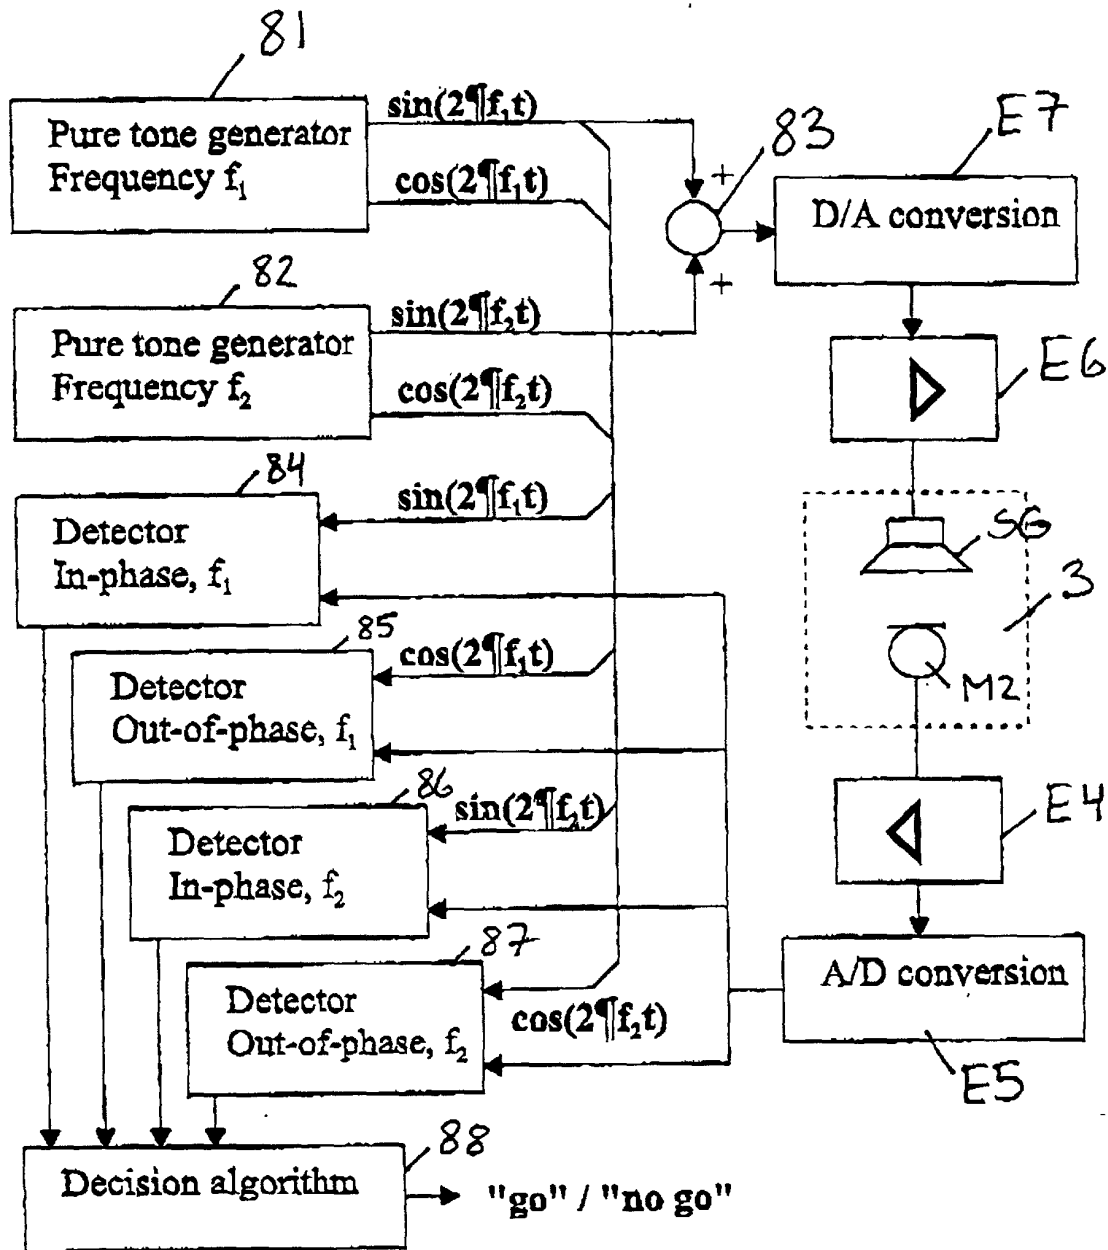 81
sin(2¶f₁t)
Pure tone generator
Frequency f₁
cos(2¶f₁t)
83
+
+
E7
D/A conversion
82
sin(2¶f₂t)
Pure tone generator
Frequency f₂
cos(2¶f₂t)
E6
84
sin(2¶f₁t)
Detector
In-phase, f₁
SG
3
M2
85
cos(2¶f₁t)
Detector
Out-of-phase, f₁
86
sin(2¶f₂t)
Detector
In-phase, f₂
E4
87
Detector
Out-of-phase, f₂
cos(2¶f₂t)
A/D conversion
E5
88
Decision algorithm
"go" / "no go"